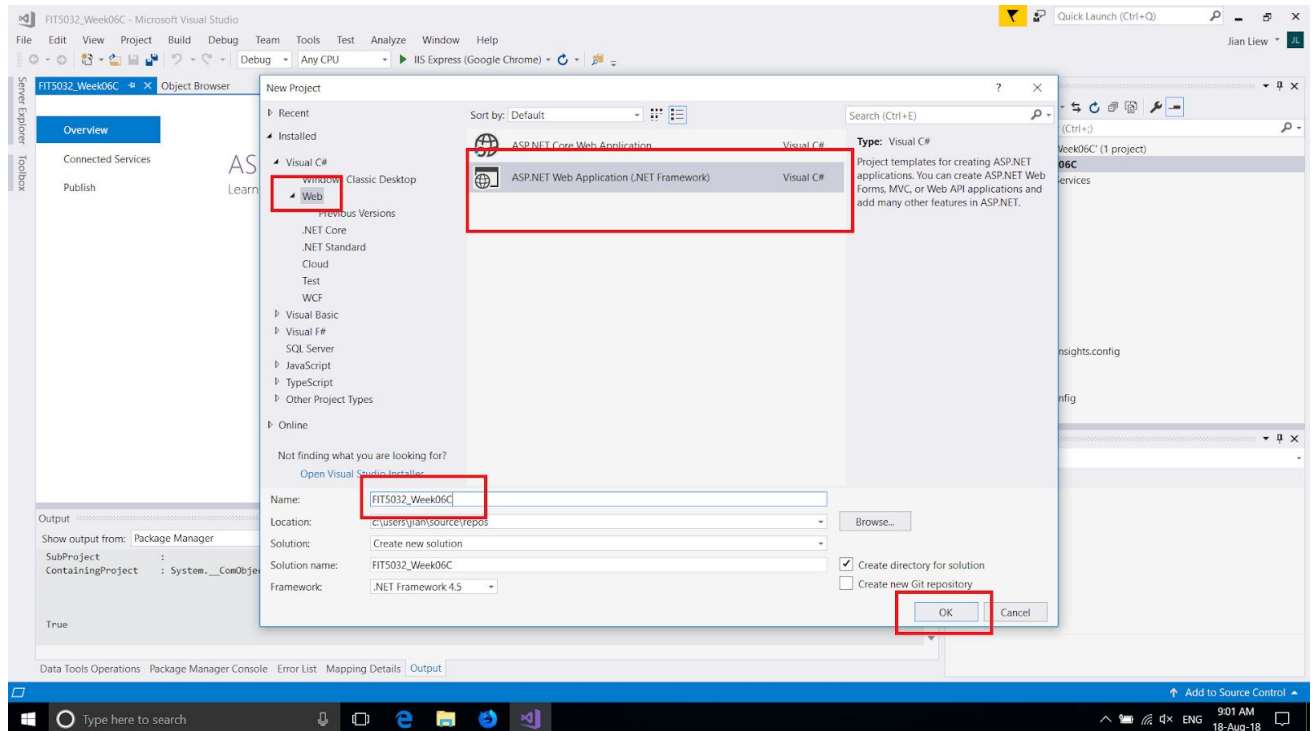 FIT5032_Week06C - Microsoft Visual Studio
Quick Launch (Ctrl+Q)
File Edit View Project Build Debug Team Tools Test Analyze Window Help
Jian Liew
JL
Debug Any CPU IIS Express (Google Chrome)
Server Explorer
Toolbox
FIT5032_Week06C Object Browser
Overview
Connected Services
Publish
AS
Learn
New Project
?
Recent
Installed
Visual C#
Windows Classic Desktop
Web
Previous Versions
.NET Core
.NET Standard
Cloud
Test
WCF
Visual Basic
Visual F#
SQL Server
JavaScript
TypeScript
Other Project Types
Online
Not finding what you are looking for?
Open Visual Studio Installer
Sort by: Default
ASP.NET Core Web Application Visual C#
ASP.NET Web Application (.NET Framework) Visual C#
Search (Ctrl+E)
Type: Visual C#
Project templates for creating ASP.NET
applications. You can create ASP.NET Web
Forms, MVC, or Web API applications and
add many other features in ASP.NET.
Name: FIT5032_Week06C
Location: c:\users\jian\source\repos
Browse...
Solution: Create new solution
Solution name: FIT5032_Week06C
Create directory for solution
Framework: .NET Framework 4.5
Create new Git repository
OK Cancel
(Ctrl+;)
Week06C' (1 project)
06C
ervices
nsights.config
nfig
Output
Show output from: Package Manager
SubProject :
ContainingProject : System.__ComObje
True
Data Tools Operations Package Manager Console Error List Mapping Details Output
Add to Source Control
Type here to search
ENG
9:01 AM
18-Aug-18